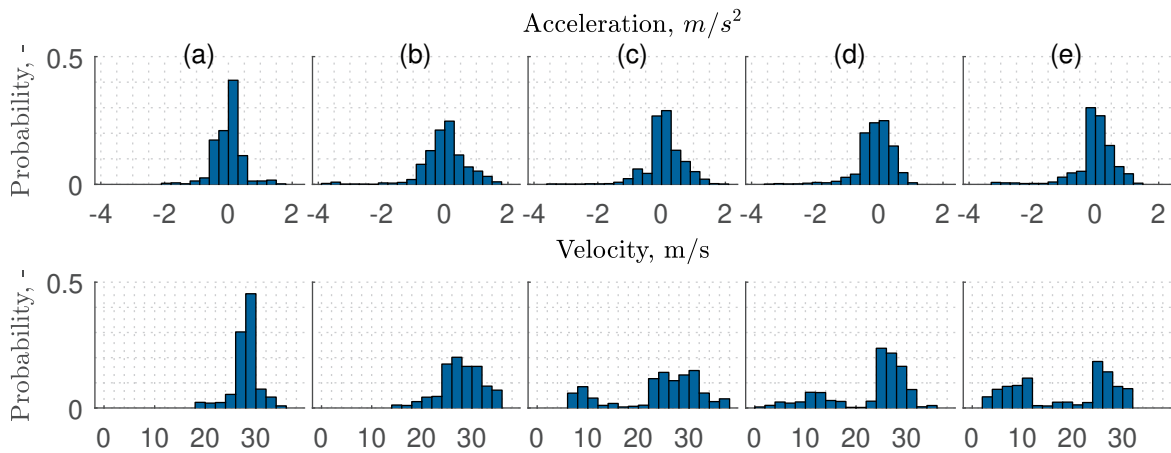 Acceleration, m/s²
(a) (b) (c) (d) (e)
Probability, -
0.5
0
-4 -2 0 2 -4 -2 0 2 -4 -2 0 2 -4 -2 0 2 -4 -2 0 2
Velocity, m/s
Probability, -
0.5
0
0 10 20 30 0 10 20 30 0 10 20 30 0 10 20 30 0 10 20 30